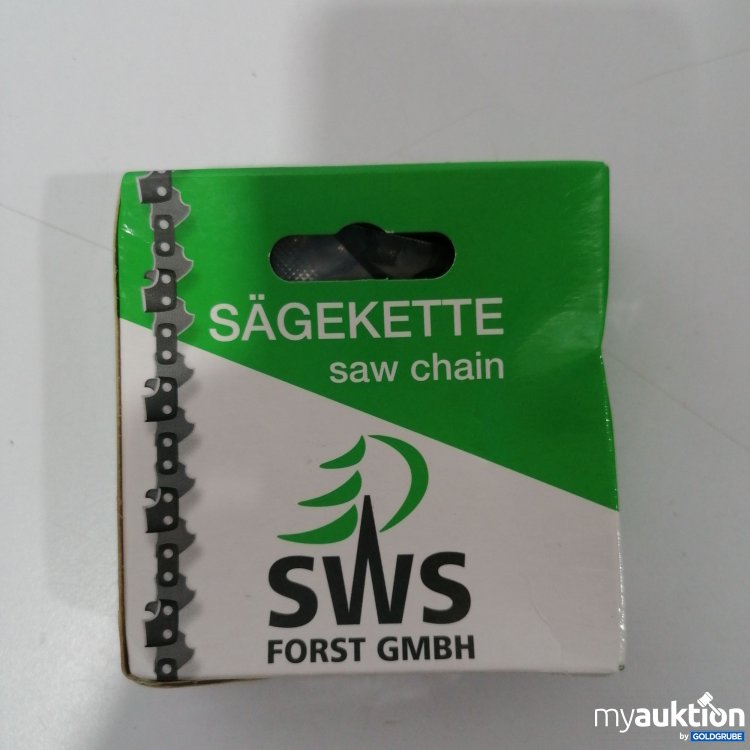 SÄGEKETTE
saw chain
SWS
FORST GMBH
myauktion
by GOLDGRUBE